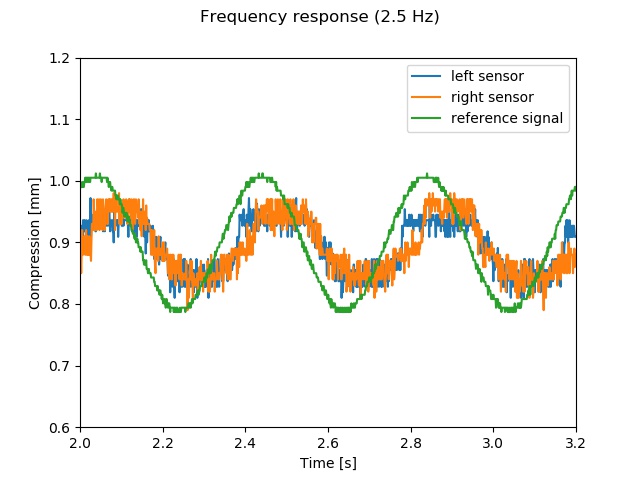 Frequency response (2.5 Hz)
1.2
1.1
1.0
0.9
0.8
0.7
0.6
Compression [mm]
left sensor
right sensor
reference signal
2.0 2.2 2.4 2.6 2.8 3.0 3.2
Time [s]